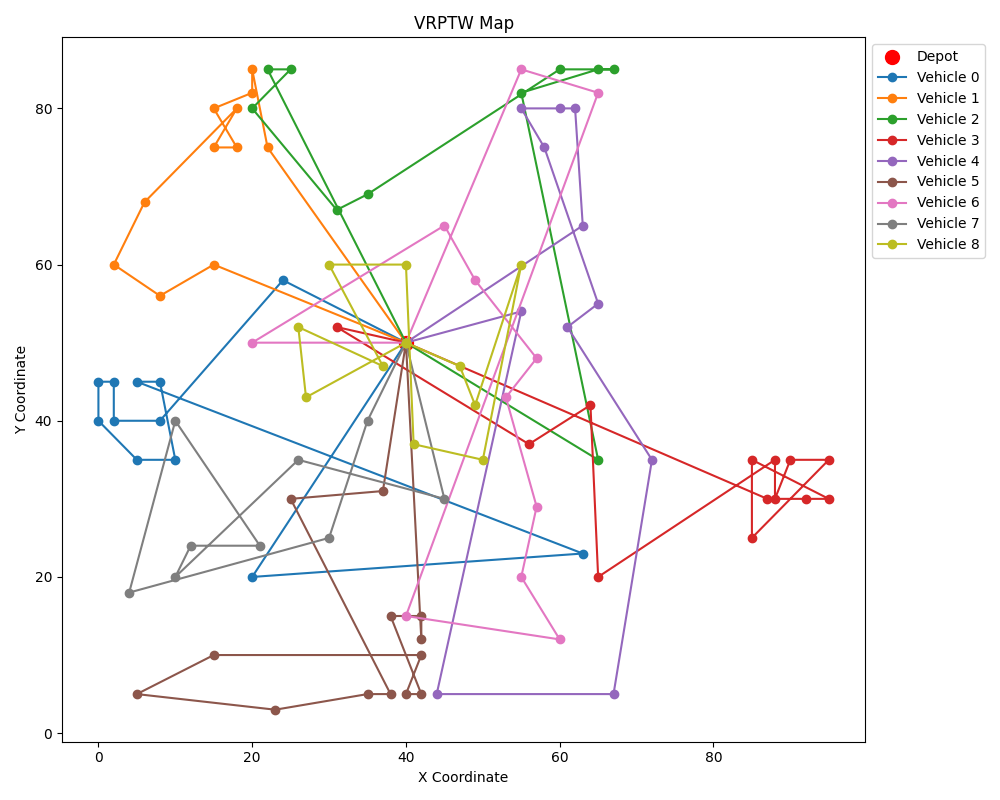 VRPTW Map
Depot
Vehicle 0
Vehicle 1
Vehicle 2
Vehicle 3
Vehicle 4
Vehicle 5
Vehicle 6
Vehicle 7
Vehicle 8
Y Coordinate
80
60
40
20
0
0 20 40 60 80
X Coordinate